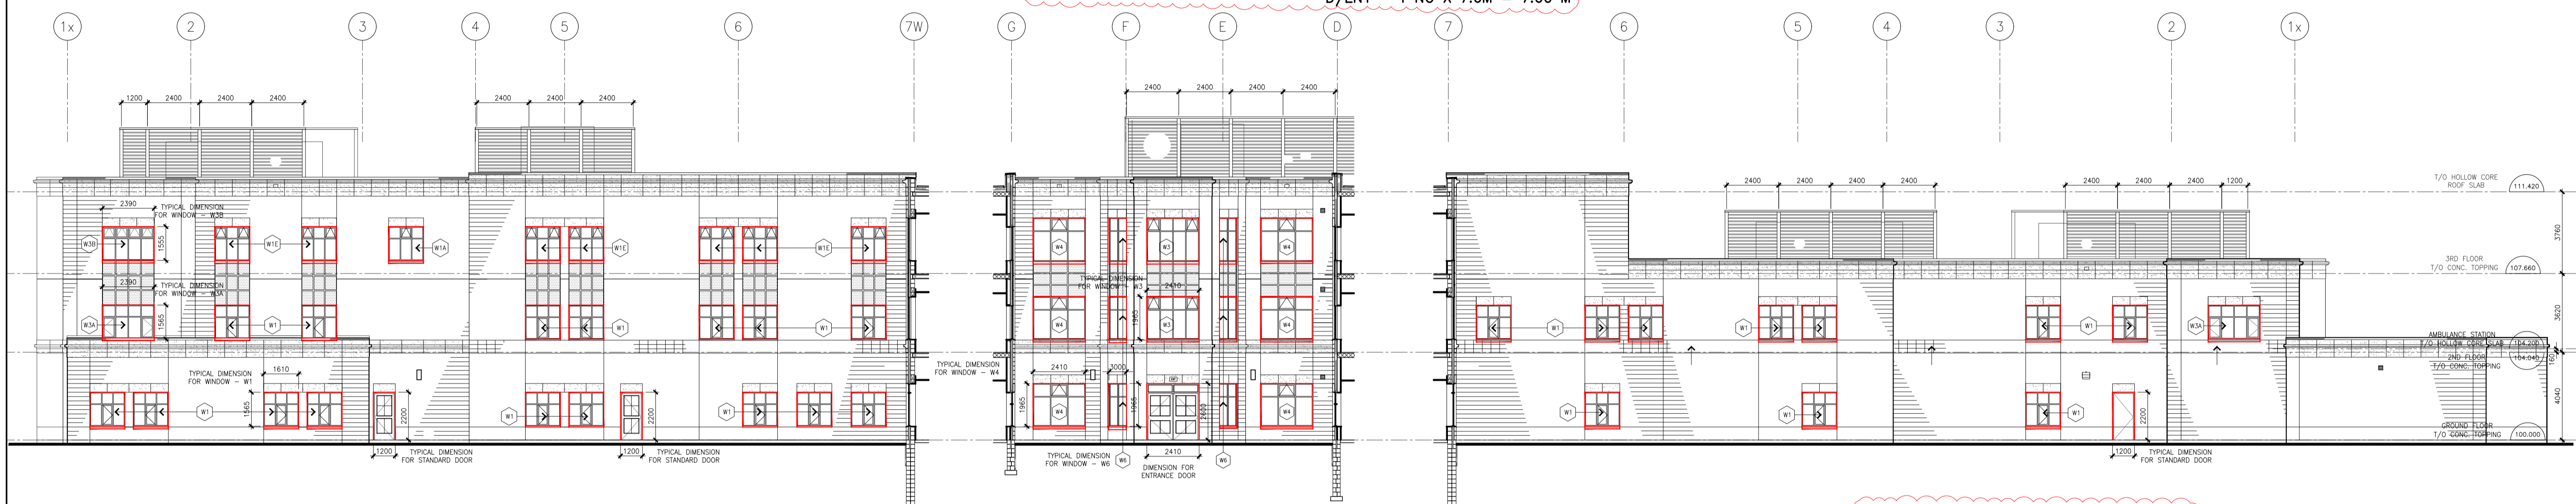 1x 2 3 4 5 6 7W G F E D 7 6 5 4 3 2 1x
1200 2400 2400 2400
2400 2400 2400
2400 2400 2400 2400
2400 2400 2400 2400
2400 2400 2400 1200
T/O HOLLOW CORE
ROOF SLAB
111.420
2390
TYPICAL DIMENSION
FOR WINDOW - W3B
W3B
1555
W1E
W1A
W1E
W1E
W4
W3
W4
3760
3RD FLOOR
T/O CONC. TOPPING
107.660
2390
TYPICAL DIMENSION
FOR WINDOW - W3A
W3A
1565
W1
W1
W1
TYPICAL DIMENSION
FOR WINDOW - W3
2410
W4
1965
W3
W4
W1
W1
W1
W3A
3620
AMBULANCE STATION
T/O HOLLOW CORE SLAB
104.200
2ND FLOOR
T/O CONC. TOPPING
104.040
160
TYPICAL DIMENSION
FOR WINDOW - W1
1610
1565
W1
2200
W1
2200
W1
TYPICAL DIMENSION
FOR WINDOW - W4
2410
3000
1965
W4
1965
2600
W4
W1
W1
W1
2200
4040
GROUND FLOOR
T/O CONC. TOPPING
100.000
1200
TYPICAL DIMENSION
FOR STANDARD DOOR
1200
TYPICAL DIMENSION
FOR STANDARD DOOR
TYPICAL DIMENSION
FOR WINDOW - W6
W6
2410
DIMENSION FOR
ENTRANCE DOOR
W6
1200
TYPICAL DIMENSION
FOR STANDARD DOOR